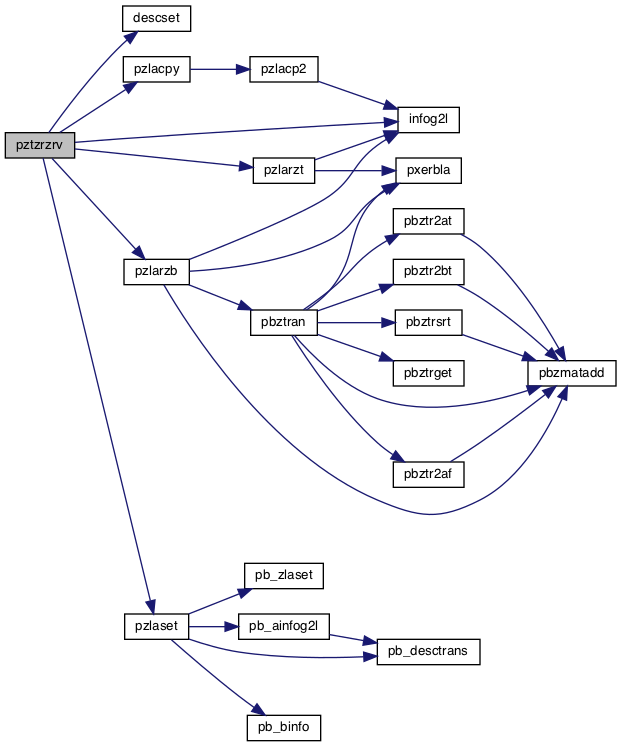 descset
pzlacpy
pzlacp2
infog2l
pztzrzrv
pzlarzt
pxerbla
pbztr2at
pzlarzb
pbztr2bt
pbztran
pbztrsrt
pbztrget
pbzmatadd
pbztr2af
pb_zlaset
pzlaset
pb_ainfog2l
pb_desctrans
pb_binfo